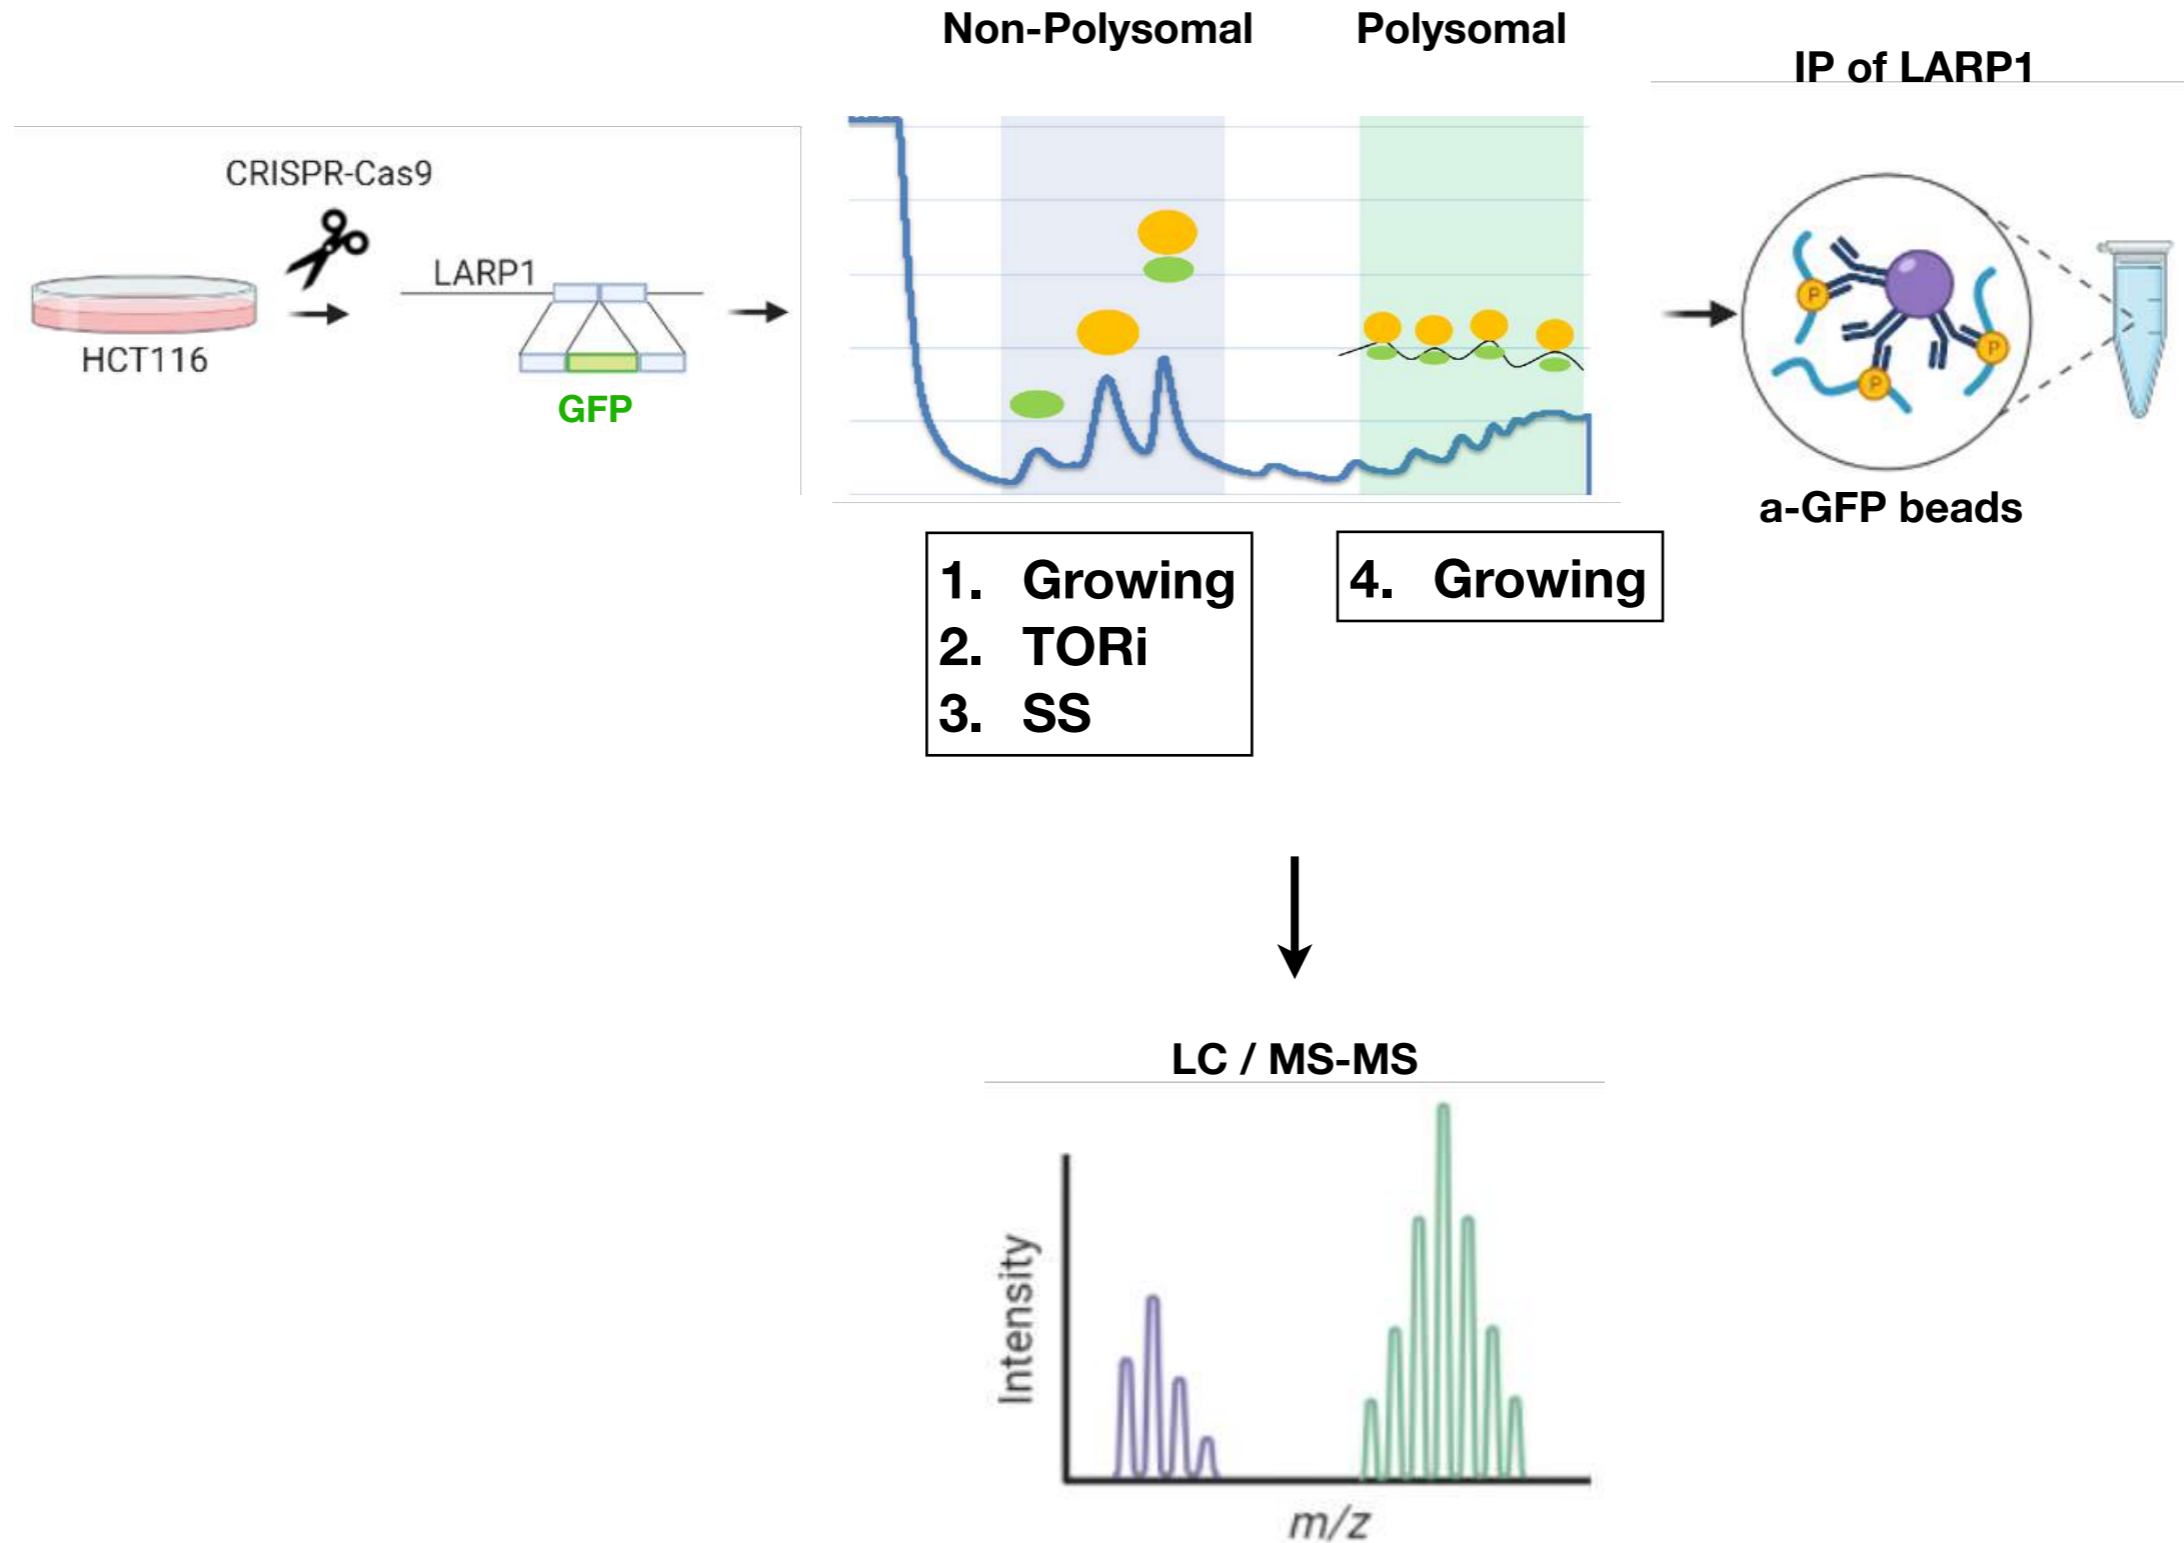 Non-Polysomal
Polysomal
IP of LARP1
CRISPR-Cas9
LARP1
HCT116
GFP
P
P
P
a-GFP beads
1. Growing
2. TORi
3. SS
4. Growing
LC / MS-MS
Intensity
m/z